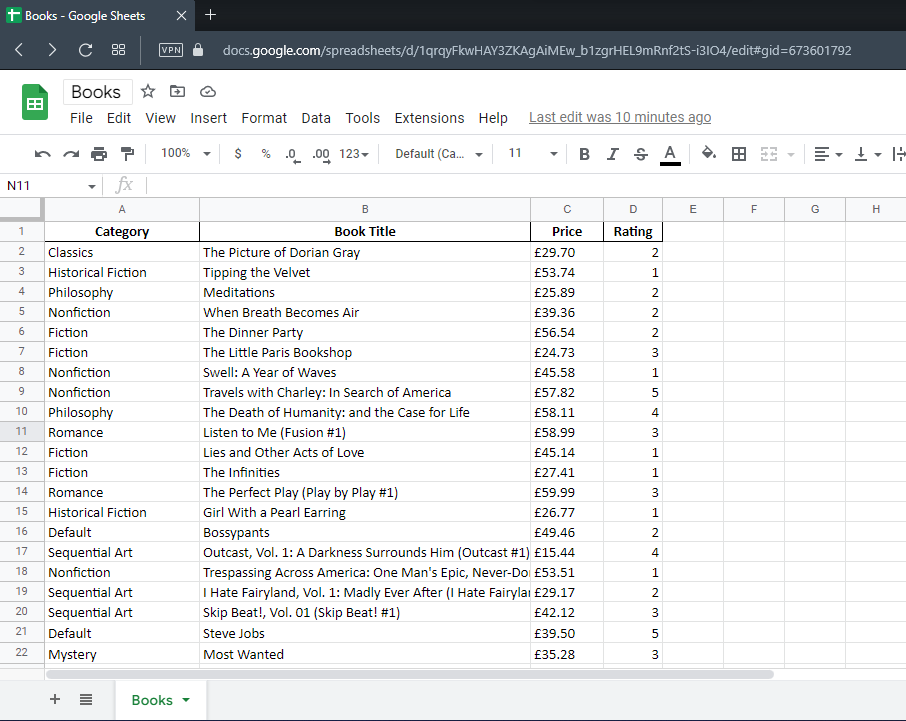 Books - Google Sheets
VPN docs.google.com/spreadsheets/d/1qrqyFkwHAY3ZKAgAiMEw_b1zgrHEL9mRnf2tS-i3IO4/edit#gid=673601792
Books
File Edit View Insert Format Data Tools Extensions Help Last edit was 10 minutes ago
100% $ % .0 .00 123 Default (Ca... 11 B I S A
N11 fx
A B C D E F G H
1 Category Book Title Price Rating
2 Classics The Picture of Dorian Gray £29.70 2
3 Historical Fiction Tipping the Velvet £53.74 1
4 Philosophy Meditations £25.89 2
5 Nonfiction When Breath Becomes Air £39.36 2
6 Fiction The Dinner Party £56.54 2
7 Fiction The Little Paris Bookshop £24.73 3
8 Nonfiction Swell: A Year of Waves £45.58 1
9 Nonfiction Travels with Charley: In Search of America £57.82 5
10 Philosophy The Death of Humanity: and the Case for Life £58.11 4
11 Romance Listen to Me (Fusion #1) £58.99 3
12 Fiction Lies and Other Acts of Love £45.14 1
13 Fiction The Infinities £27.41 1
14 Romance The Perfect Play (Play by Play #1) £59.99 3
15 Historical Fiction Girl With a Pearl Earring £26.77 1
16 Default Bossypants £49.46 2
17 Sequential Art Outcast, Vol. 1: A Darkness Surrounds Him (Outcast #1) £15.44 4
18 Nonfiction Trespassing Across America: One Man's Epic, Never-Do £53.51 1
19 Sequential Art I Hate Fairyland, Vol. 1: Madly Ever After (I Hate Fairylan £29.17 2
20 Sequential Art Skip Beat!, Vol. 01 (Skip Beat! #1) £42.12 3
21 Default Steve Jobs £39.50 5
22 Mystery Most Wanted £35.28 3
Books